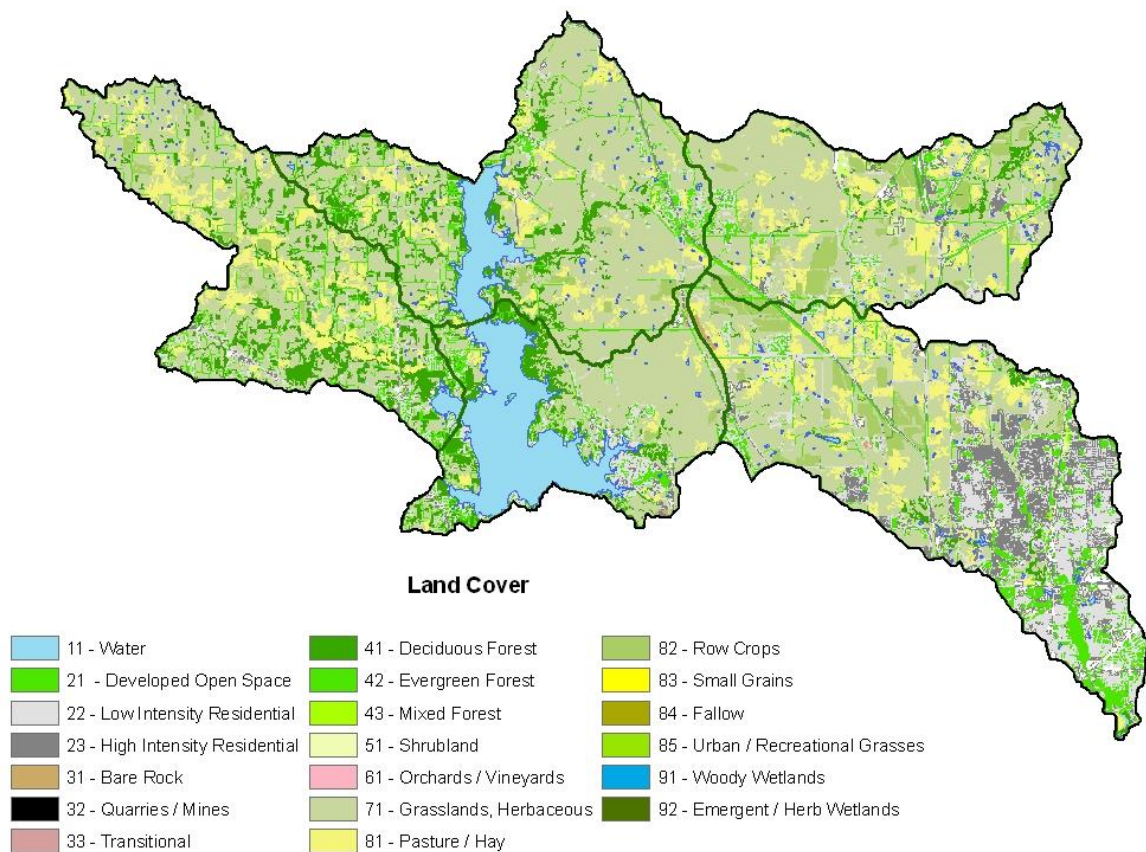 Land Cover
11 - Water
21 - Developed Open Space
22 - Low Intensity Residential
23 - High Intensity Residential
31 - Bare Rock
32 - Quarries / Mines
33 - Transitional
41 - Deciduous Forest
42 - Evergreen Forest
43 - Mixed Forest
51 - Shrubland
61 - Orchards / Vineyards
71 - Grasslands, Herbaceous
81 - Pasture / Hay
82 - Row Crops
83 - Small Grains
84 - Fallow
85 - Urban / Recreational Grasses
91 - Woody Wetlands
92 - Emergent / Herb Wetlands